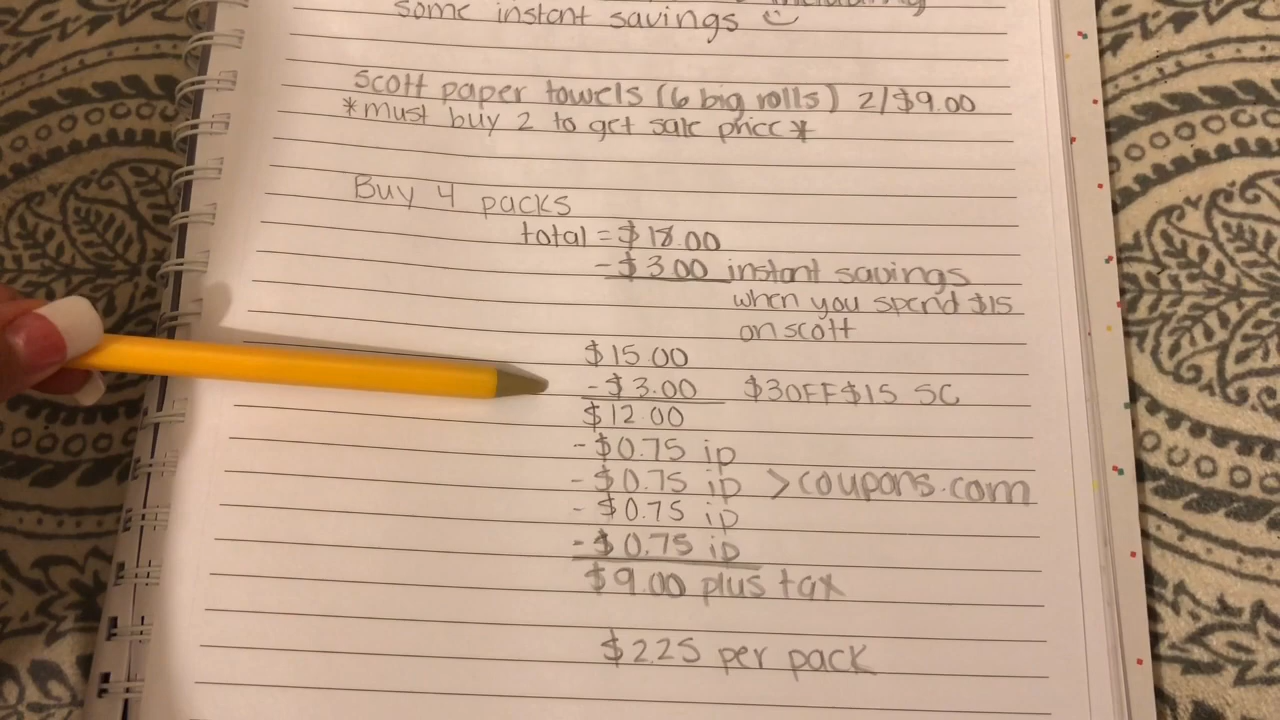 some instant savings
Scott paper towels (6 big rolls) 2/$9.00
*must buy 2 to get sale price*
Buy 4 packs
total = $18.00
- $3.00 instant savings
when you spend $15
on scott
$15.00
- $3.00 $3OFF$15 SC
$12.00
- $0.75 ip
- $0.75 ip >coupons.com
- $0.75 ip
- $0.75 ip
$9.00 plus tax
$2.25 per pack